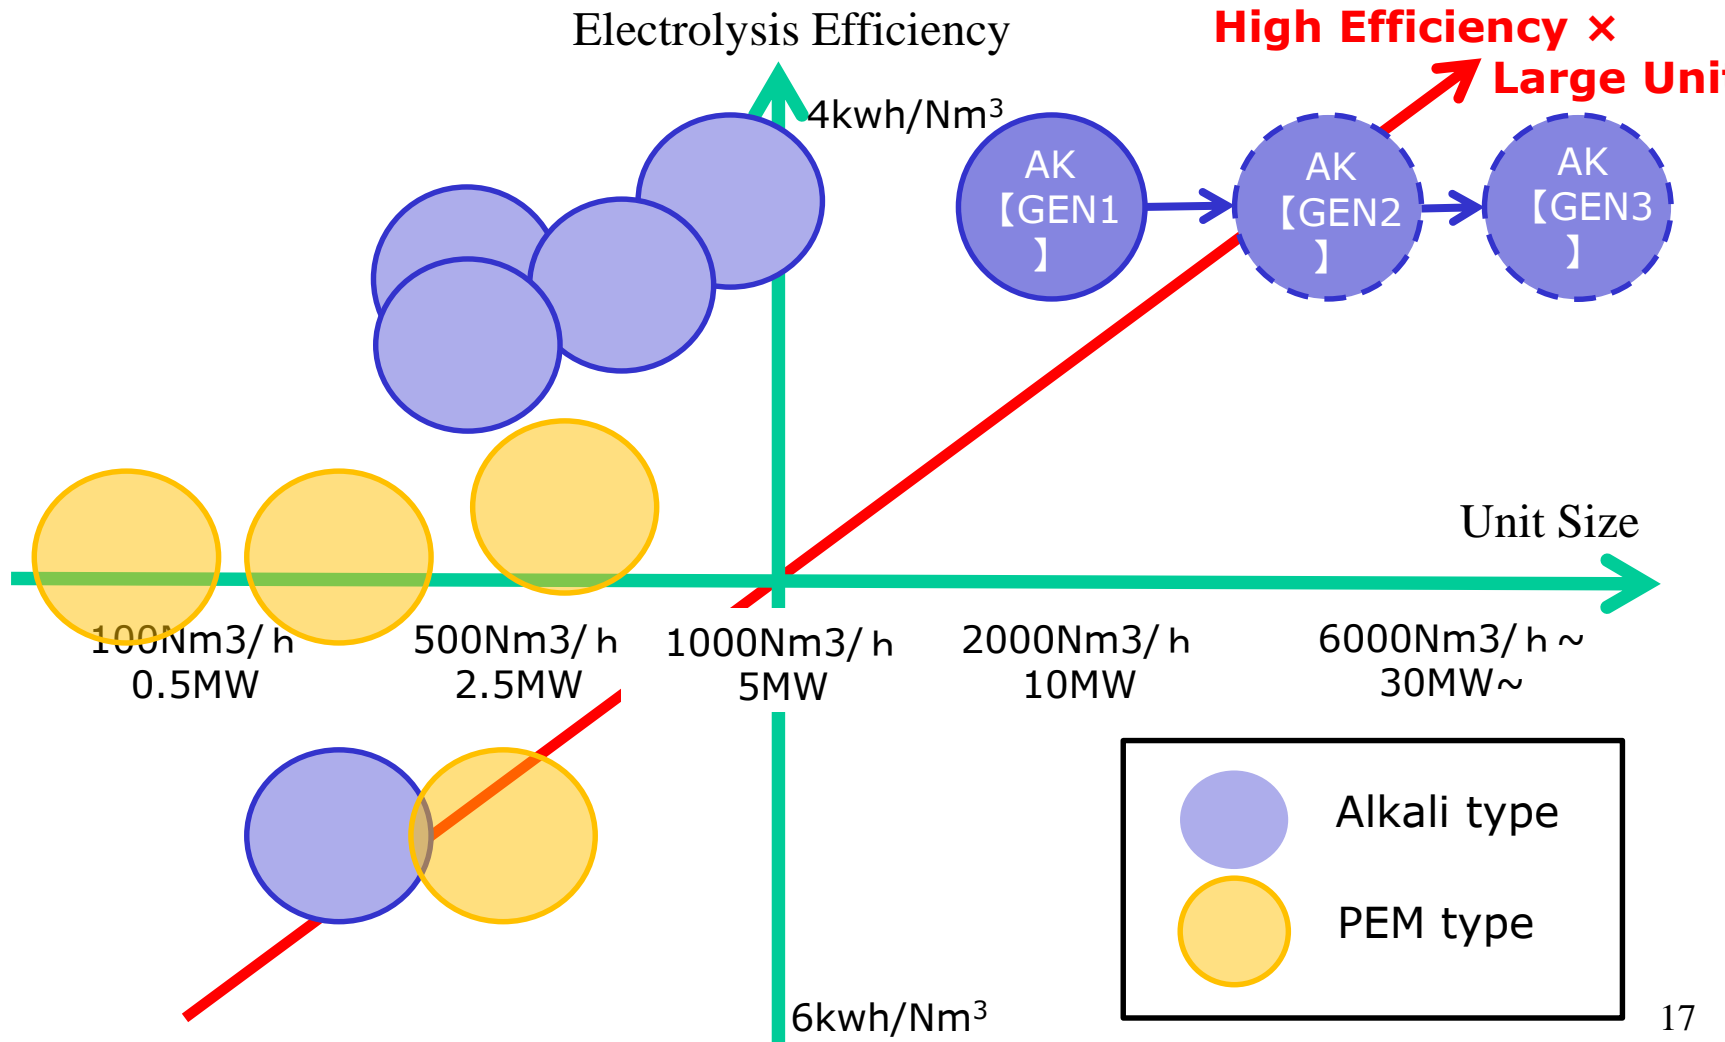 Electrolysis Efficiency
High Efficiency ×
Large Unit
4kwh/Nm³
AK
【GEN1
】
AK
【GEN2
】
AK
【GEN3
】
Unit Size
100Nm3/ｈ
0.5MW
500Nm3/ｈ
2.5MW
1000Nm3/ｈ
5MW
2000Nm3/ｈ
10MW
6000Nm3/ｈ~
30MW~
Alkali type
PEM type
6kwh/Nm³
17